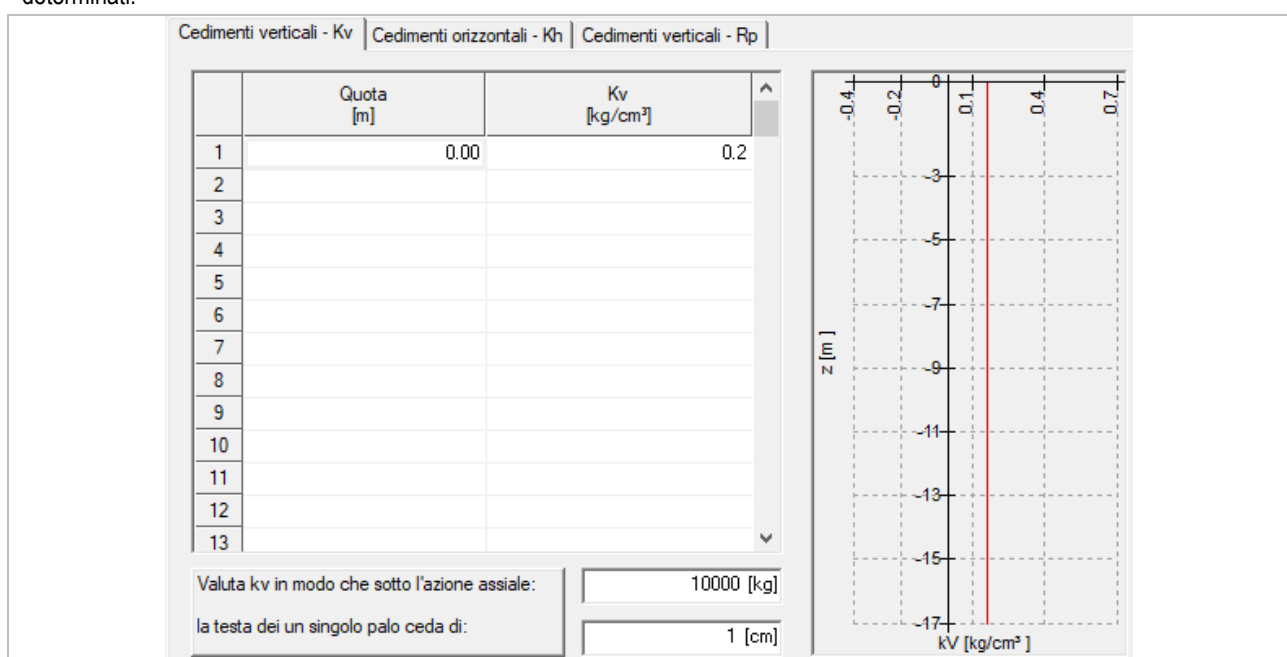 determinati.
Cedimenti verticali - Kv Cedimenti orizzontali - Kh Cedimenti verticali - Rp
Quota
[m]
Kv
[kg/cm³]
1 0.00 0.2
2
3
4
5
6
7
8
9
10
11
12
13
Valuta kv in modo che sotto l'azione assiale: 10000 [kg]
la testa dei un singolo palo ceda di: 1 [cm]
-0.4 -0.2 0 0.1 0.4 0.7
-3
-5
-7
z [m ]
-9
-11
-13
-15
-17
kV [kg/cm³ ]